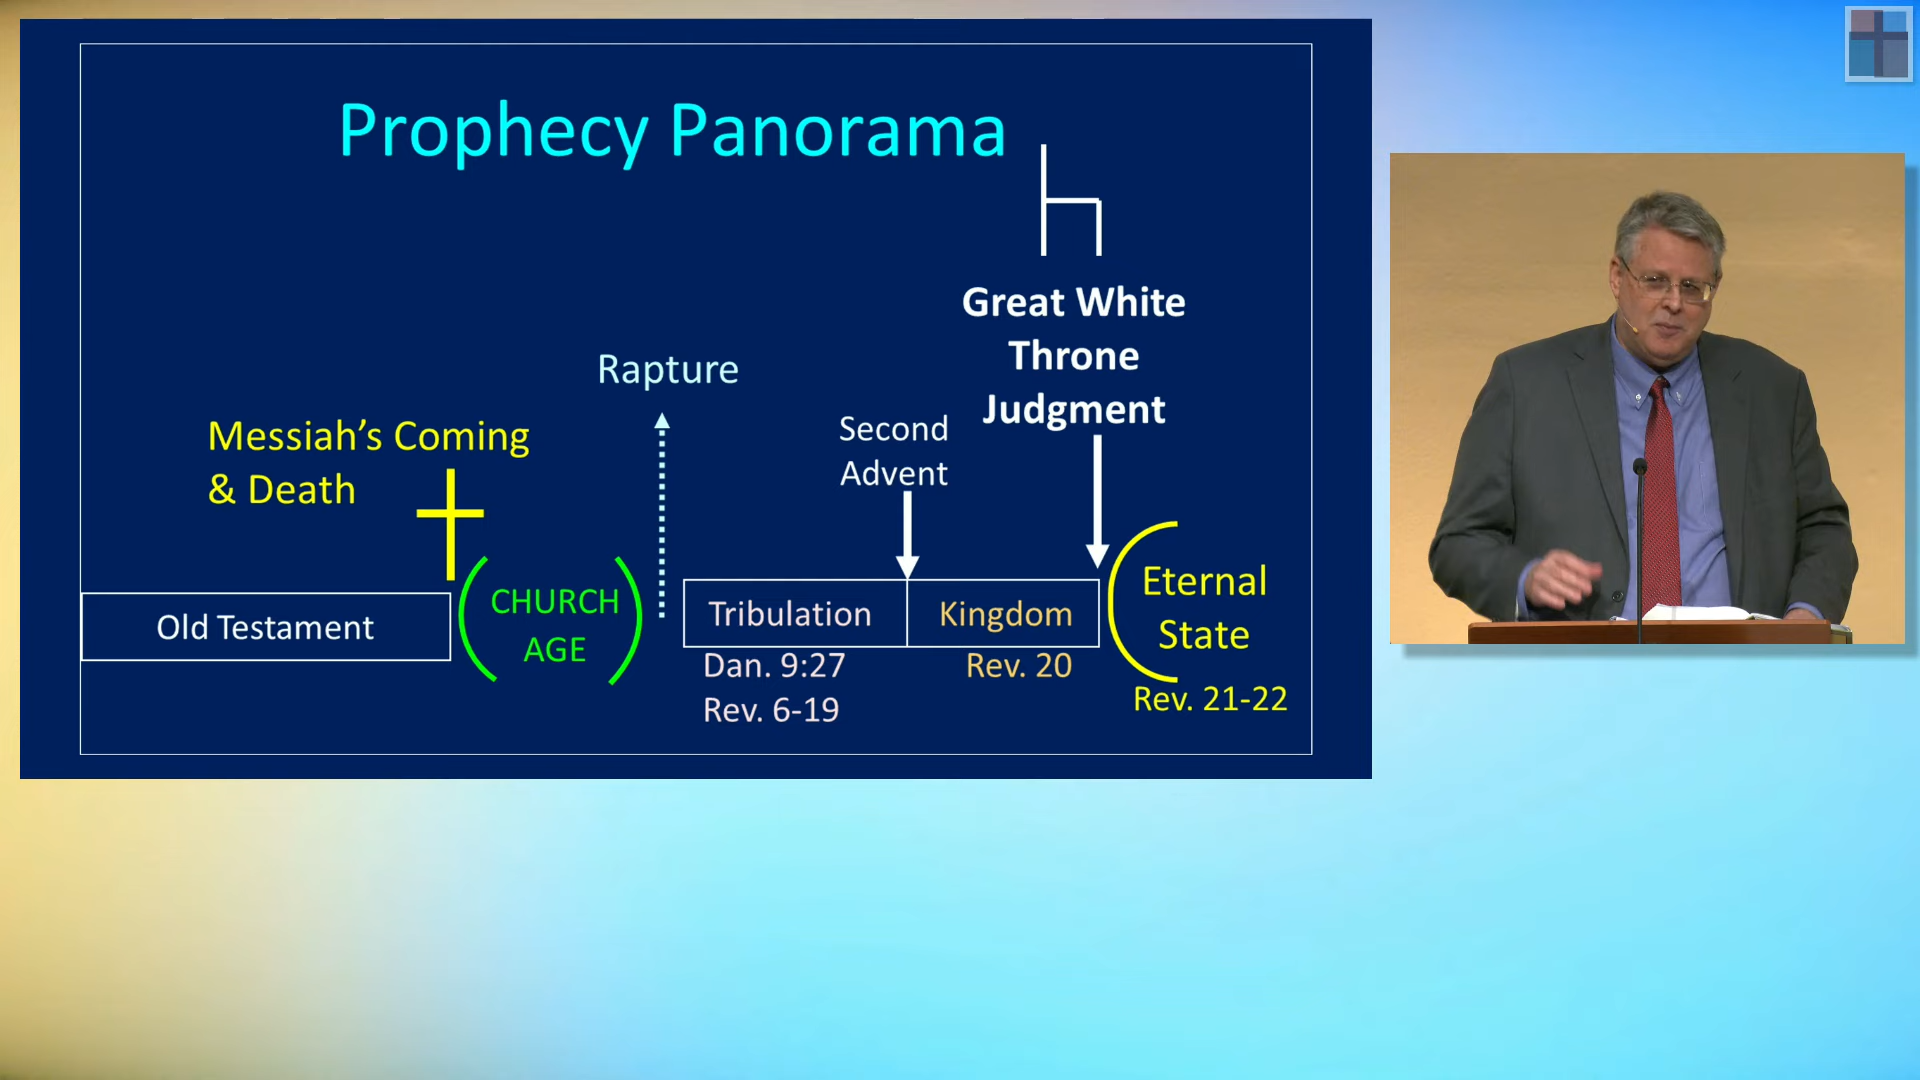 Prophecy Panorama
Great White
Throne
Judgment
Rapture
Second
Advent
Messiah’s Coming
& Death
Old Testament
CHURCH
AGE
Tribulation
Kingdom
Eternal
State
Dan. 9:27
Rev. 6-19
Rev. 20
Rev. 21-22